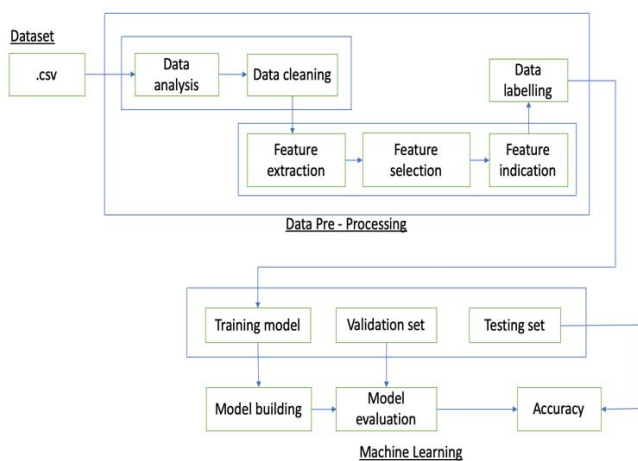 Dataset
.csv
Data
analysis
Data cleaning
Data
labelling
Feature
extraction
Feature
selection
Feature
indication
Data Pre - Processing
Training model
Validation set
Testing set
Model building
Model
evaluation
Accuracy
Machine Learning